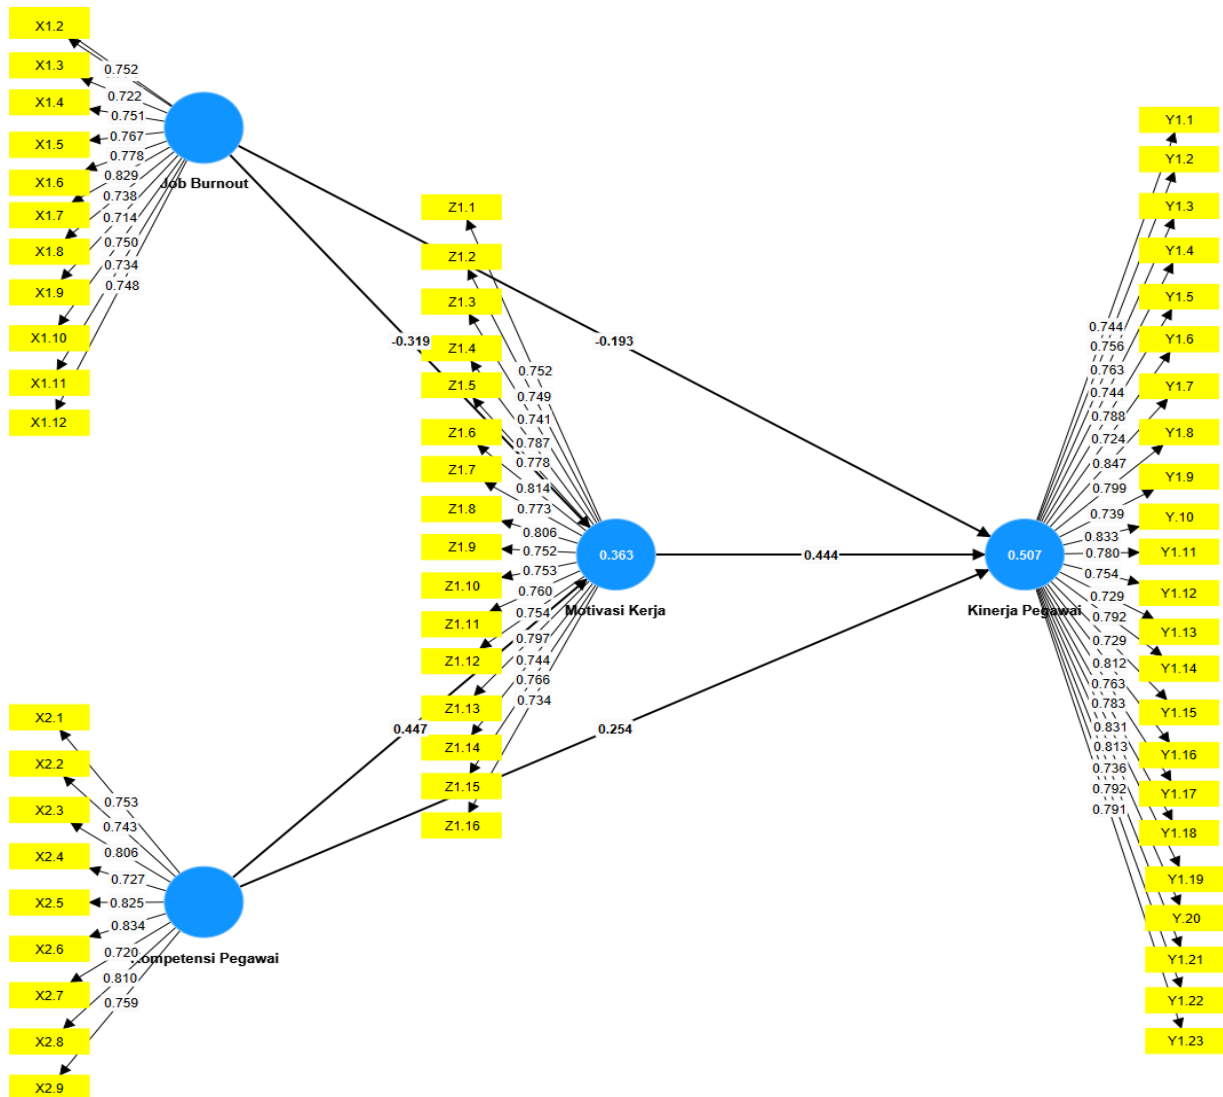 X1.2
X1.3
X1.4
X1.5
X1.6
X1.7
X1.8
X1.9
X1.10
X1.11
X1.12
0.752
0.722
0.751
0.767
0.778
0.829
0.738
0.714
0.750
0.734
0.748
Job Burnout
X2.1
X2.2
X2.3
X2.4
X2.5
X2.6
X2.7
X2.8
X2.9
0.753
0.743
0.806
0.727
0.825
0.834
0.720
0.810
0.759
ompetensi Pegawai
-0.319
-0.193
0.447
0.254
0.444
Z1.1
Z1.2
Z1.3
Z1.4
Z1.5
Z1.6
Z1.7
Z1.8
Z1.9
Z1.10
Z1.11
Z1.12
Z1.13
Z1.14
Z1.15
Z1.16
0.752
0.749
0.741
0.787
0.778
0.814
0.773
0.806
0.752
0.753
0.760
0.754
0.797
0.744
0.766
0.734
0.363
Motivasi Kerja
0.507
Kinerja Pegawai
0.744
0.756
0.763
0.744
0.788
0.724
0.847
0.799
0.739
0.833
0.780
0.754
0.729
0.792
0.729
0.812
0.763
0.783
0.831
0.813
0.736
0.792
0.791
Y1.1
Y1.2
Y1.3
Y1.4
Y1.5
Y1.6
Y1.7
Y1.8
Y1.9
Y.10
Y1.11
Y1.12
Y1.13
Y1.14
Y1.15
Y1.16
Y1.17
Y1.18
Y1.19
Y.20
Y1.21
Y1.22
Y1.23